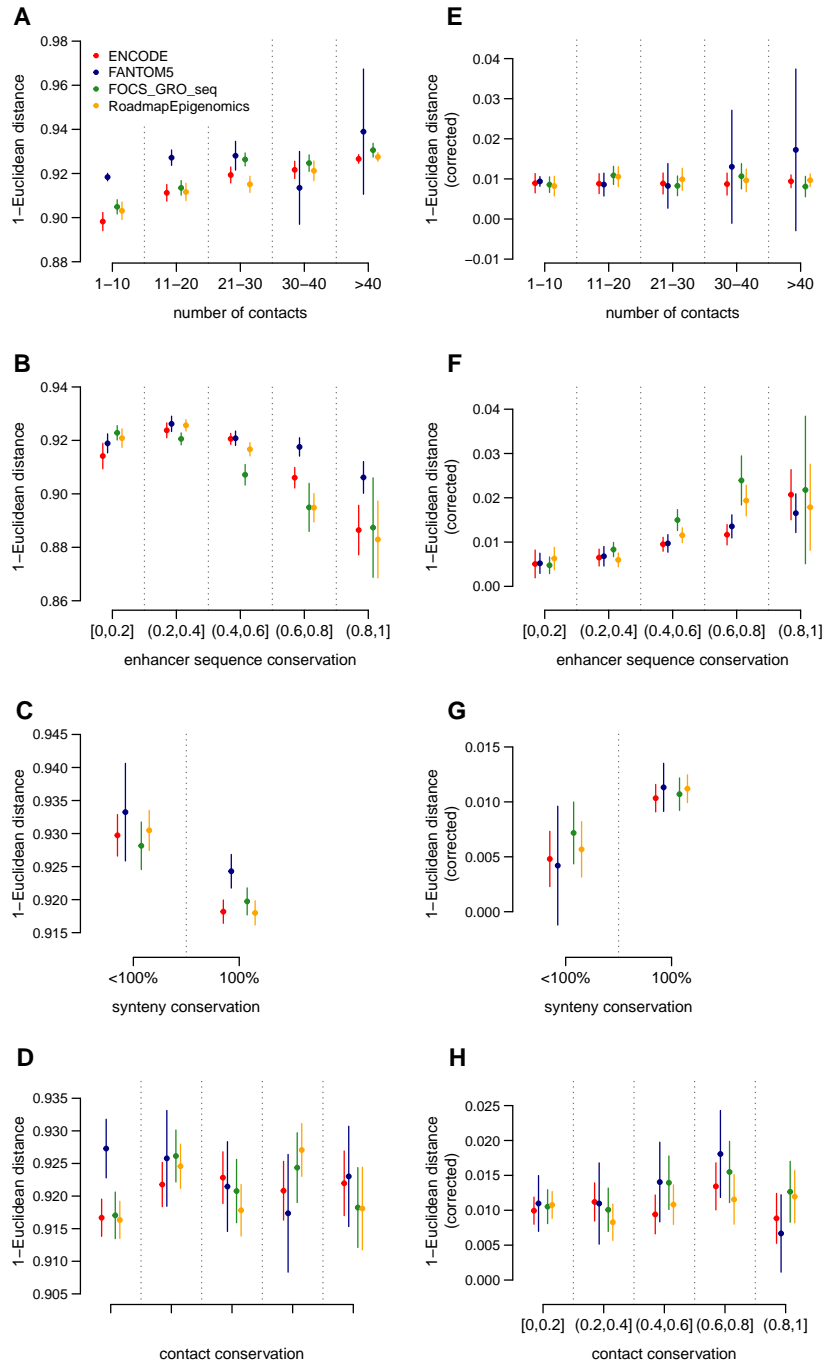 A
1−Euclidean distance
0.98
0.96
0.94
0.92
0.90
0.88
ENCODE
FANTOM5
FOCS_GRO_seq
RoadmapEpigenomics
1−10
11−20
21−30
30−40
>40
number of contacts
E
1−Euclidean distance
(corrected)
0.04
0.03
0.02
0.01
0.00
−0.01
1−10
11−20
21−30
30−40
>40
number of contacts
B
1−Euclidean distance
0.94
0.92
0.90
0.88
0.86
[0,0.2]
(0.2,0.4]
(0.4,0.6]
(0.6,0.8]
(0.8,1]
enhancer sequence conservation
F
1−Euclidean distance
(corrected)
0.04
0.03
0.02
0.01
0.00
[0,0.2]
(0.2,0.4]
(0.4,0.6]
(0.6,0.8]
(0.8,1]
enhancer sequence conservation
C
1−Euclidean distance
0.945
0.935
0.930
0.925
0.920
0.915
<100%
100%
synteny conservation
G
1−Euclidean distance
(corrected)
0.015
0.010
0.005
0.000
<100%
100%
synteny conservation
D
1−Euclidean distance
0.935
0.930
0.925
0.920
0.915
0.910
0.905
contact conservation
H
1−Euclidean distance
(corrected)
0.025
0.020
0.015
0.010
0.005
0.000
[0,0.2]
(0.2,0.4]
(0.4,0.6]
(0.6,0.8]
(0.8,1]
contact conservation